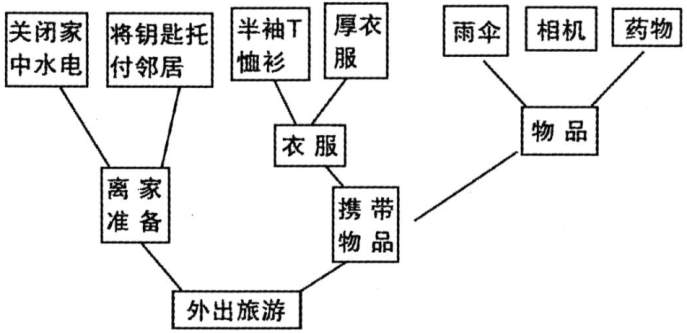 关闭家
中水电
将钥匙托
付邻居
半袖T
恤衫
厚衣
服
雨伞
相机
药物
衣服
物品
离家
准备
携带
物品
外出旅游